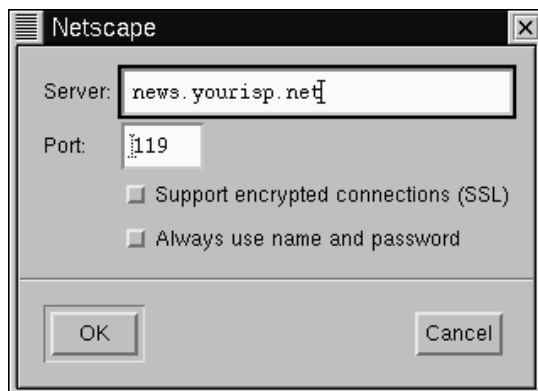 Netscape
Server: news.yourisp.net
Port: 119
Support encrypted connections (SSL)
Always use name and password
OK Cancel